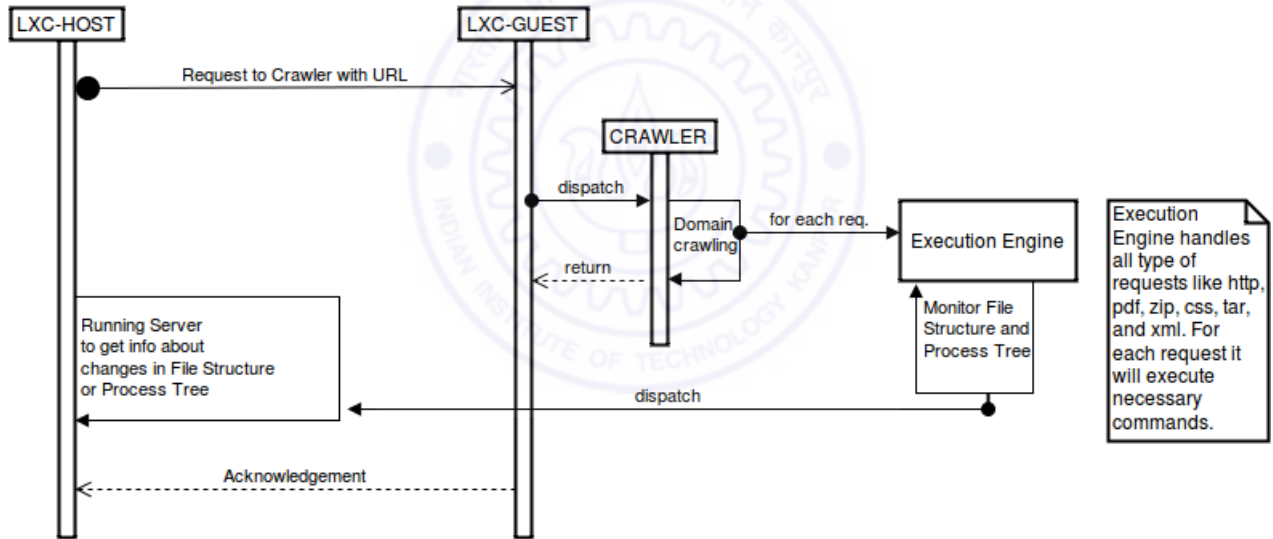 LXC-HOST
LXC-GUEST
Request to Crawler with URL
CRAWLER
dispatch
Domain
crawling
for each req.
return
Execution Engine
Execution
Engine handles
all type of
requests like http,
pdf, zip, css, tar,
and xml. For
each request it
will execute
necessary
commands.
Monitor File
Structure and
Process Tree
Running Server
to get info about
changes in File Structure
or Process Tree
dispatch
Acknowledgement
INDIAN INSTITUTE OF TECHNOLOGY KANPUR